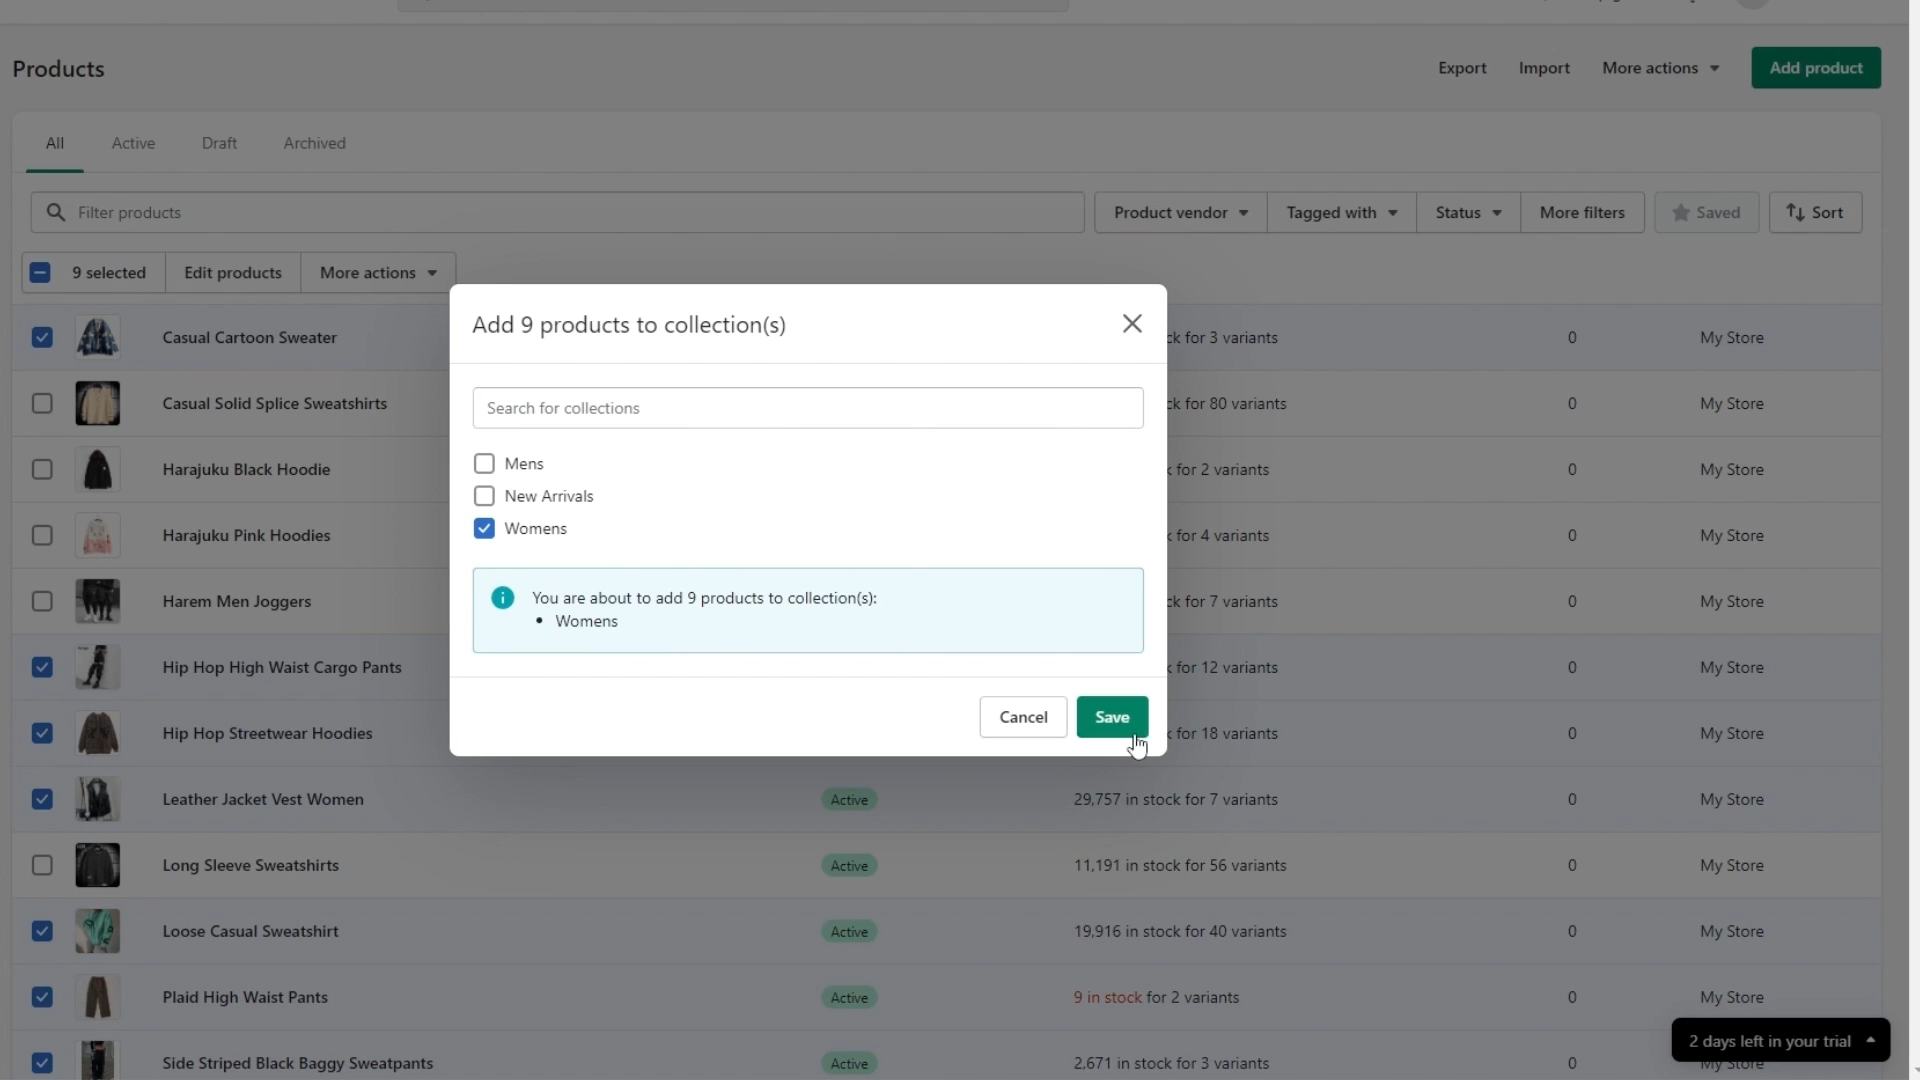 Products
Export
Import
More actions
Add product
All
Active
Draft
Archived
Filter products
Product vendor
Tagged with
Status
More filters
Saved
Sort
9 selected
Edit products
More actions
Add 9 products to collection(s)
Search for collections
Mens
New Arrivals
Womens
You are about to add 9 products to collection(s):
• Womens
Cancel
Save
Casual Cartoon Sweater
ck for 3 variants
0
My Store
Casual Solid Splice Sweatshirts
ck for 80 variants
0
My Store
Harajuku Black Hoodie
for 2 variants
0
My Store
Harajuku Pink Hoodies
for 4 variants
0
My Store
Harem Men Joggers
ck for 7 variants
0
My Store
Hip Hop High Waist Cargo Pants
for 12 variants
0
My Store
Hip Hop Streetwear Hoodies
for 18 variants
0
My Store
Leather Jacket Vest Women
Active
29,757 in stock for 7 variants
0
My Store
Long Sleeve Sweatshirts
Active
11,191 in stock for 56 variants
0
My Store
Loose Casual Sweatshirt
Active
19,916 in stock for 40 variants
0
My Store
Plaid High Waist Pants
Active
9 in stock for 2 variants
0
My Store
2 days left in your trial
Side Striped Black Baggy Sweatpants
Active
2,671 in stock for 3 variants
0
My Store